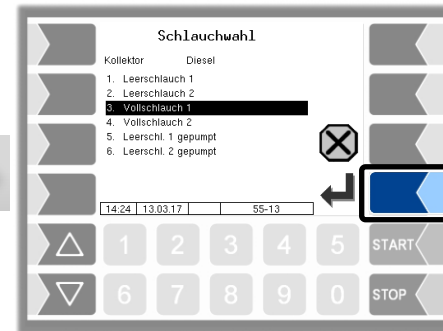 Schlauchwahl
Kollektor Diesel
1. Leerschlauch 1
2. Leerschlauch 2
3. Vollschlauch 1
4. Vollschlauch 2
5. Leerschl. 1 gepumpt
6. Leerschl. 2 gepumpt
14:24 13.03.17 55-13
1 2 3 4 5 START
6 7 8 9 0 STOP